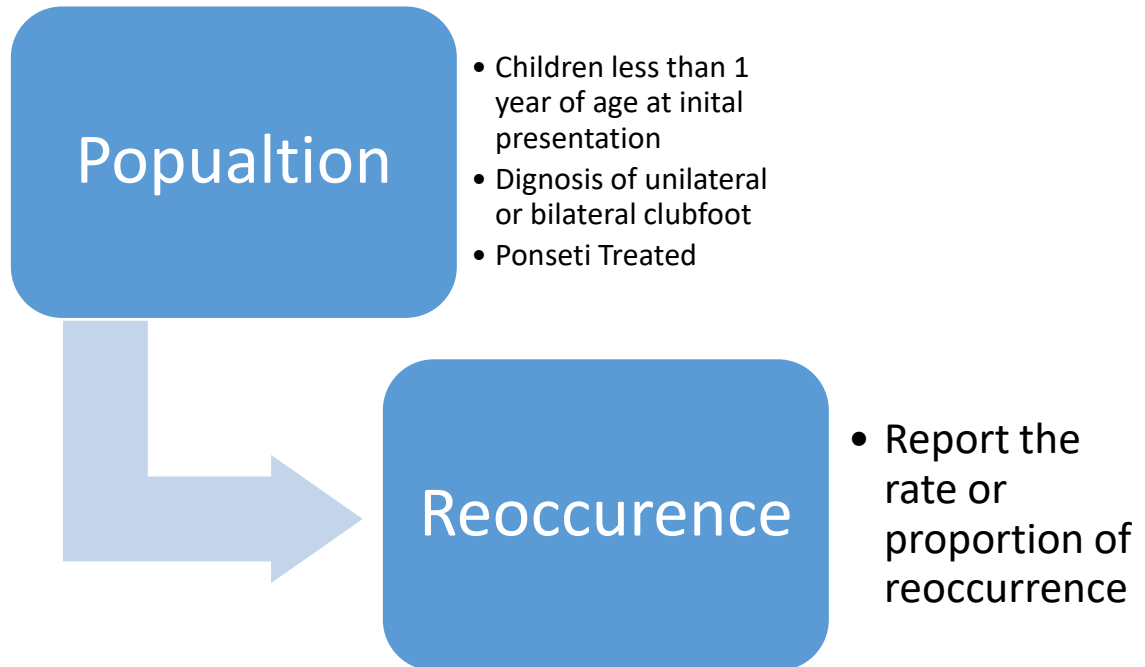 Popualtion
• Children less than 1
year of age at inital
presentation
• Dignosis of unilateral
or bilateral clubfoot
• Ponseti Treated
Reoccurence
• Report the
rate or
proportion of
reoccurrence